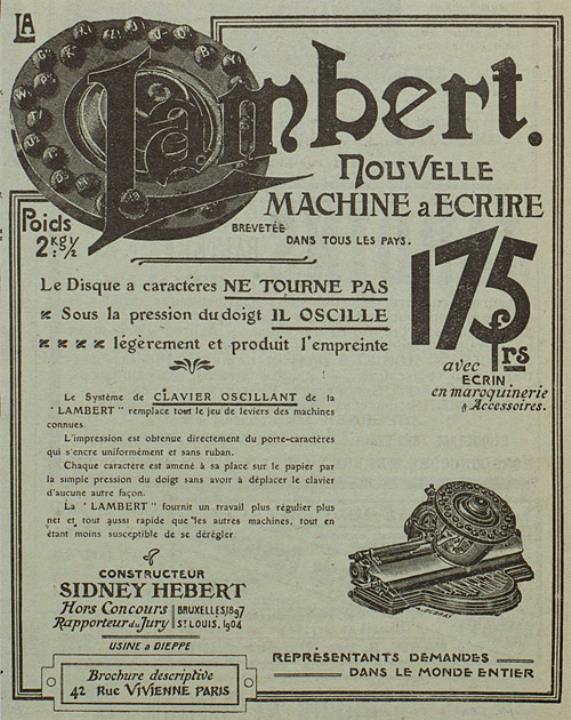 LA
Lambert.
NOUVELLE
MACHINE a ECRIRE
BREVETÉE
DANS TOUS LES PAYS.
Poids
2 kg ½
175 frs
avec
ECRIN
en maroquinerie
& Accessoires.
Le Disque a caractéres NE TOURNE PAS
Sous la pression du doigt IL OSCILLE
légèrement et produit l'empreinte
Le Système de CLAVIER OSCILLANT de la
"LAMBERT" remplace tout le jeu de leviers des machines
connues.
L'impression est obtenue directement du porte-caractères
qui s'encre uniformément et sans ruban.
Chaque caractère est amené à sa place sur le papier par
la simple pression du doigt sans avoir à déplacer le clavier
d'aucune autre façon.
La "LAMBERT" fournit un travail plus régulier plus
net et tout aussi rapide que les autres machines, tout en
étant moins susceptible de se dérégler
CONSTRUCTEUR
SIDNEY HEBERT
Hors Concours | BRUXELLES, 1897
Rapporteur du Jury | ST LOUIS, 1904
USINE a DIEPPE
Brochure descriptive
42 Rue VIVIENNE PARIS
REPRÉSENTANTS DEMANDES
DANS LE MONDE ENTIER